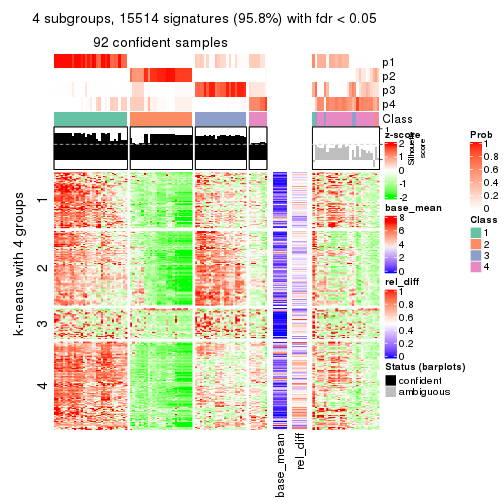 4 subgroups, 15514 signatures (95.8%) with fdr < 0.05
92 confident samples
p1
p2
p3
p4
Class
1
Silhouette
score
k-means with 4 groups
1
2
3
4
base_mean
rel_diff
z-score
2
1
0
-1
-2
base_mean
8
6
4
2
0
rel_diff
1
0.8
0.6
0.4
0.2
0
Status (barplots)
confident
ambiguous
Prob
1
0.8
0.6
0.4
0.2
0
Class
1
2
3
4